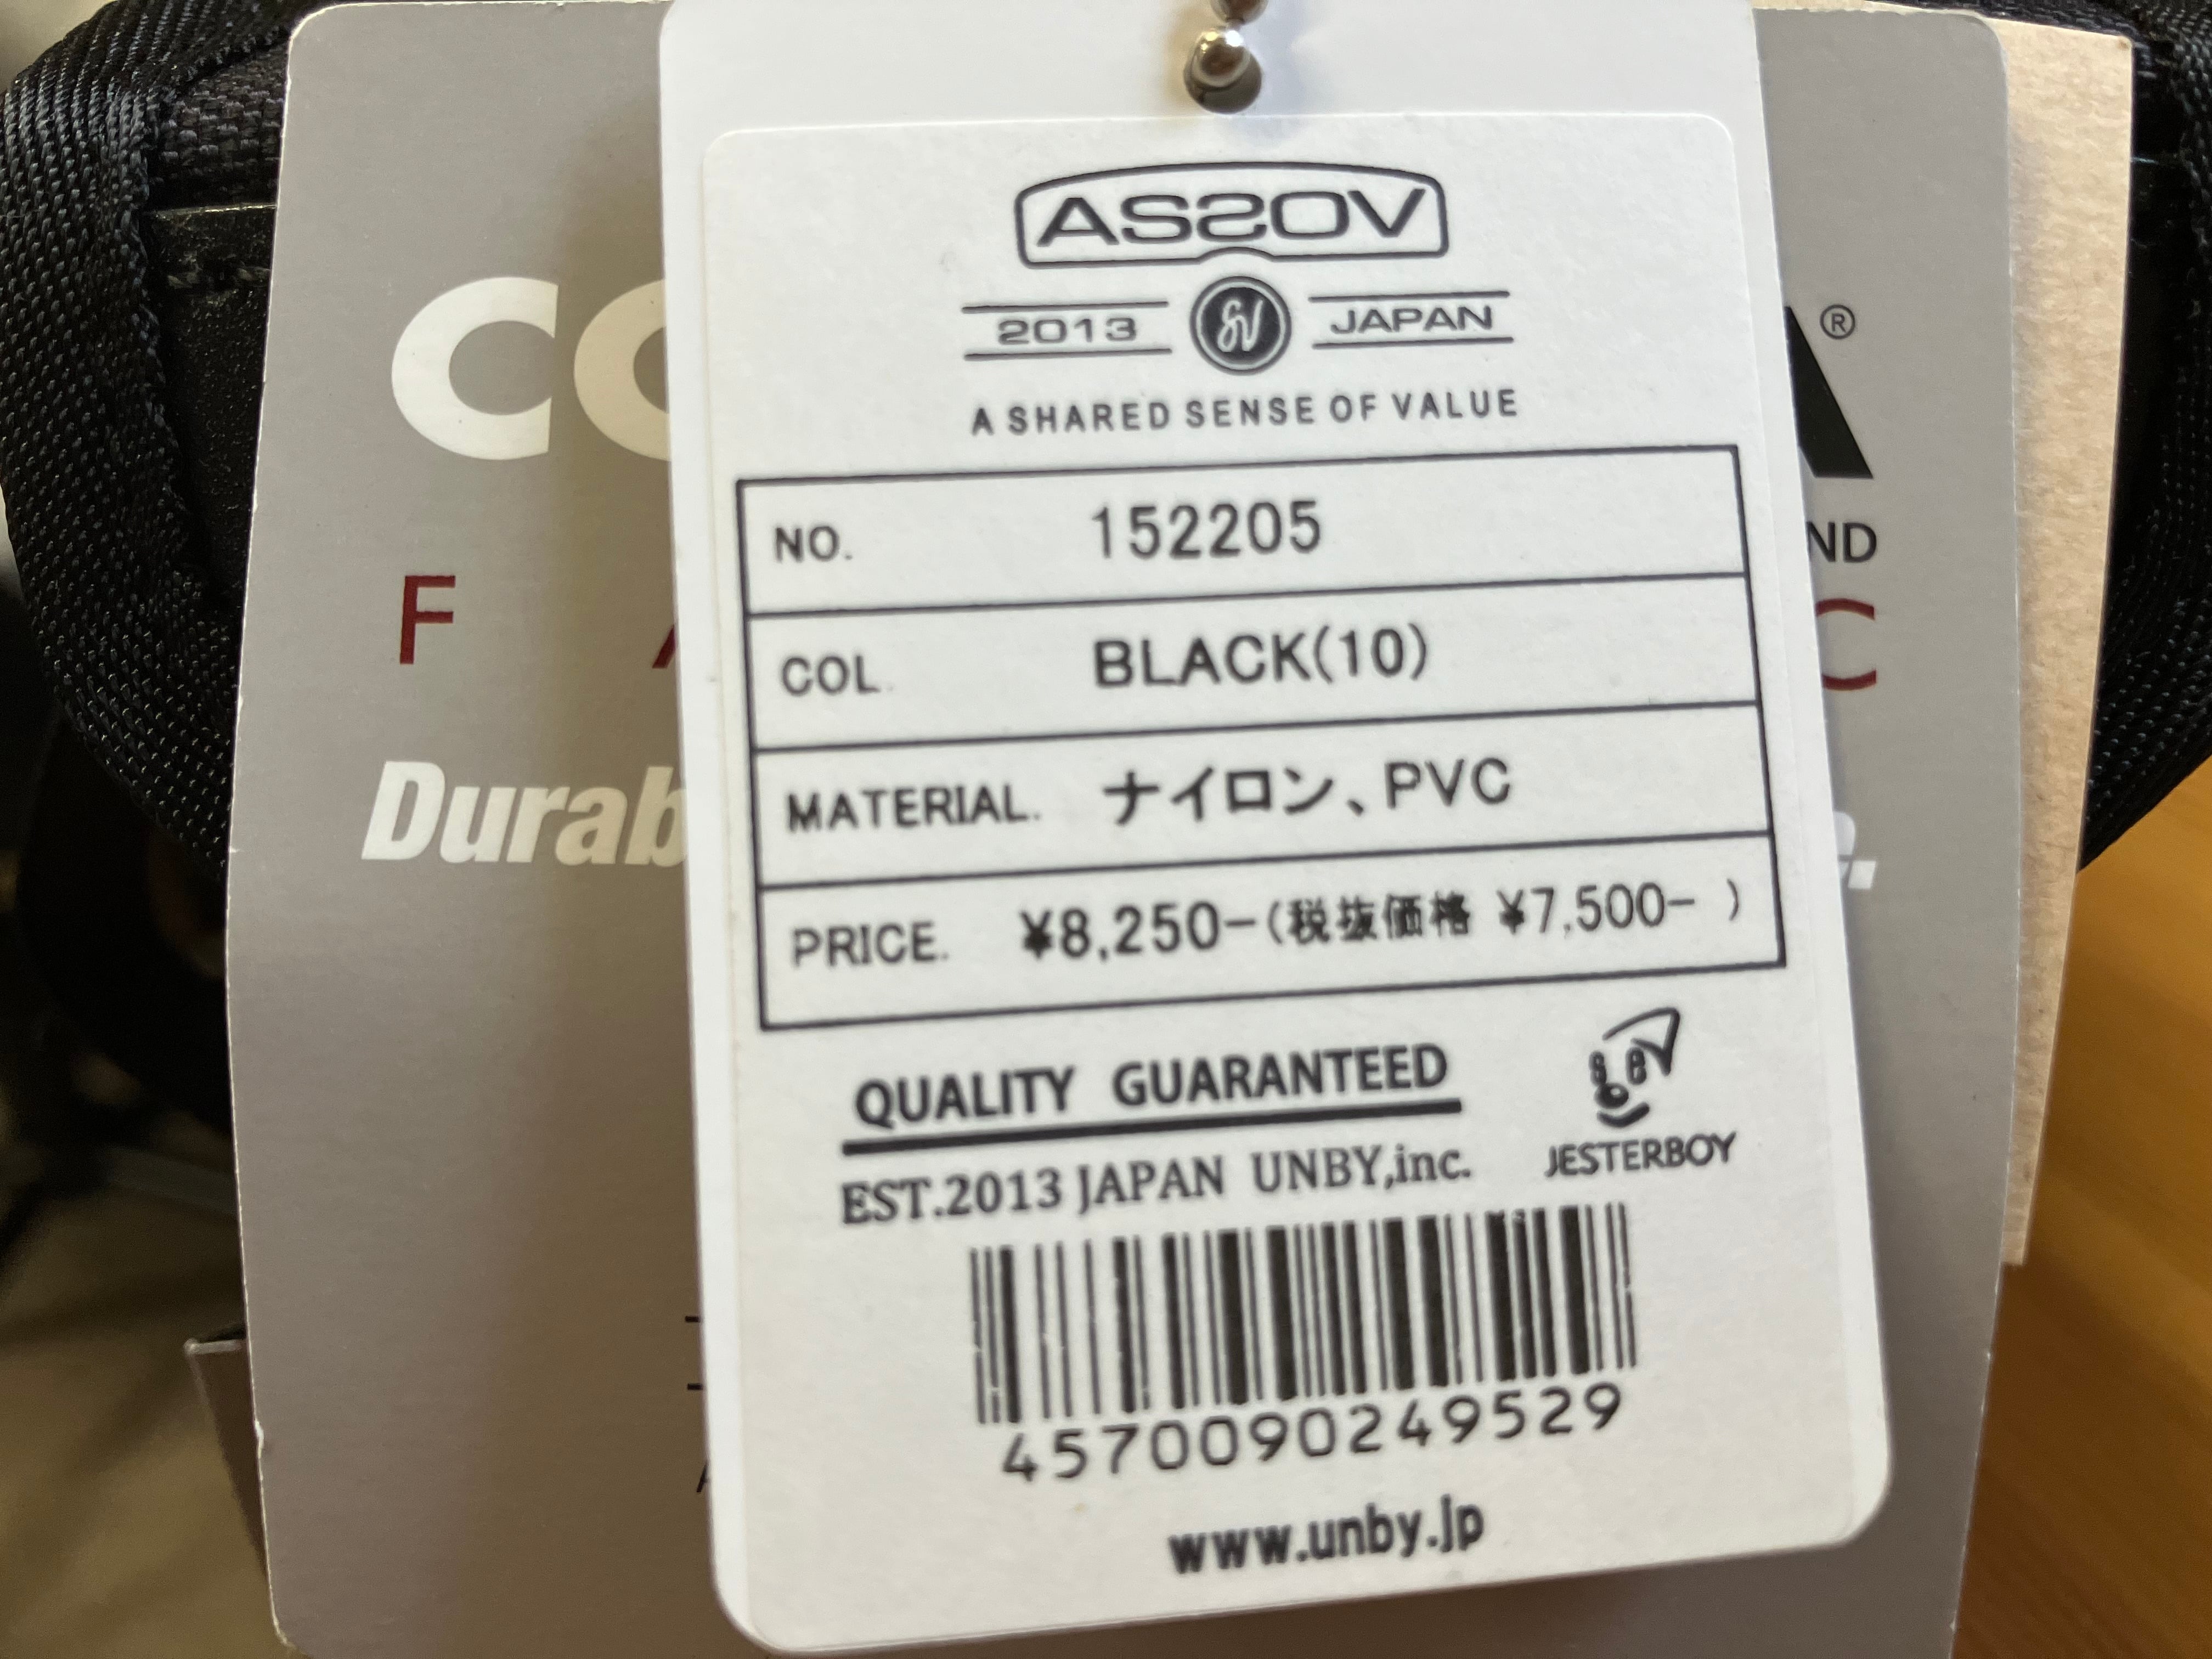 ASSOV
2013 SV JAPAN
A SHARED SENSE OF VALUE
NO. 152205
COL. BLACK(10)
MATERIAL. ナイロン、PVC
PRICE. ¥8,250-(税抜価格 ¥7,500- )
QUALITY GUARANTEED
EST.2013 JAPAN UNBY,inc.
JESTERBOY
4570090249529
www.unby.jp
CO
A®
ND
F A
C
Durab
e.